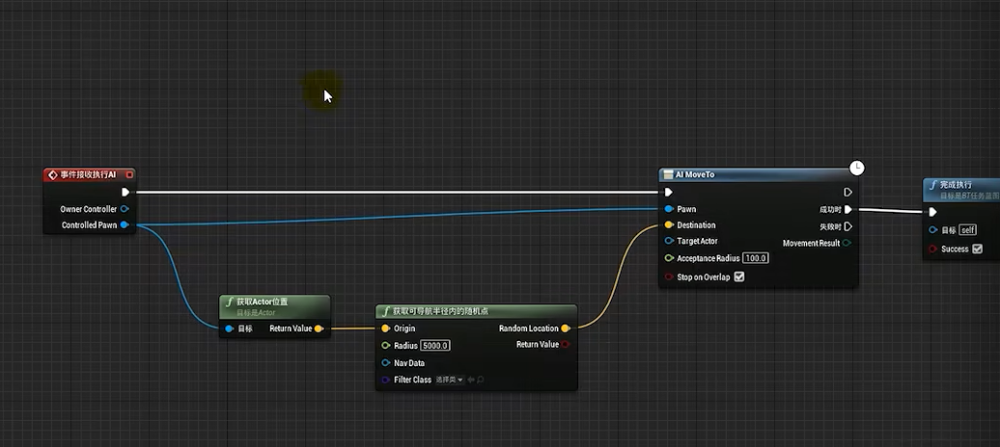 事件接收执行AI
Owner Controller
Controlled Pawn
获取Actor位置
目标是Actor
目标
Return Value
获取可导航半径内的随机点
Origin
Random Location
Radius 5000.0
Return Value
Nav Data
Filter Class 选择类
AI MoveTo
Pawn
成功时
Destination
失败时
Target Actor
Movement Result
Acceptance Radius 100.0
Stop on Overlap
完成执行
目标是BT任务蓝图
目标 self
Success